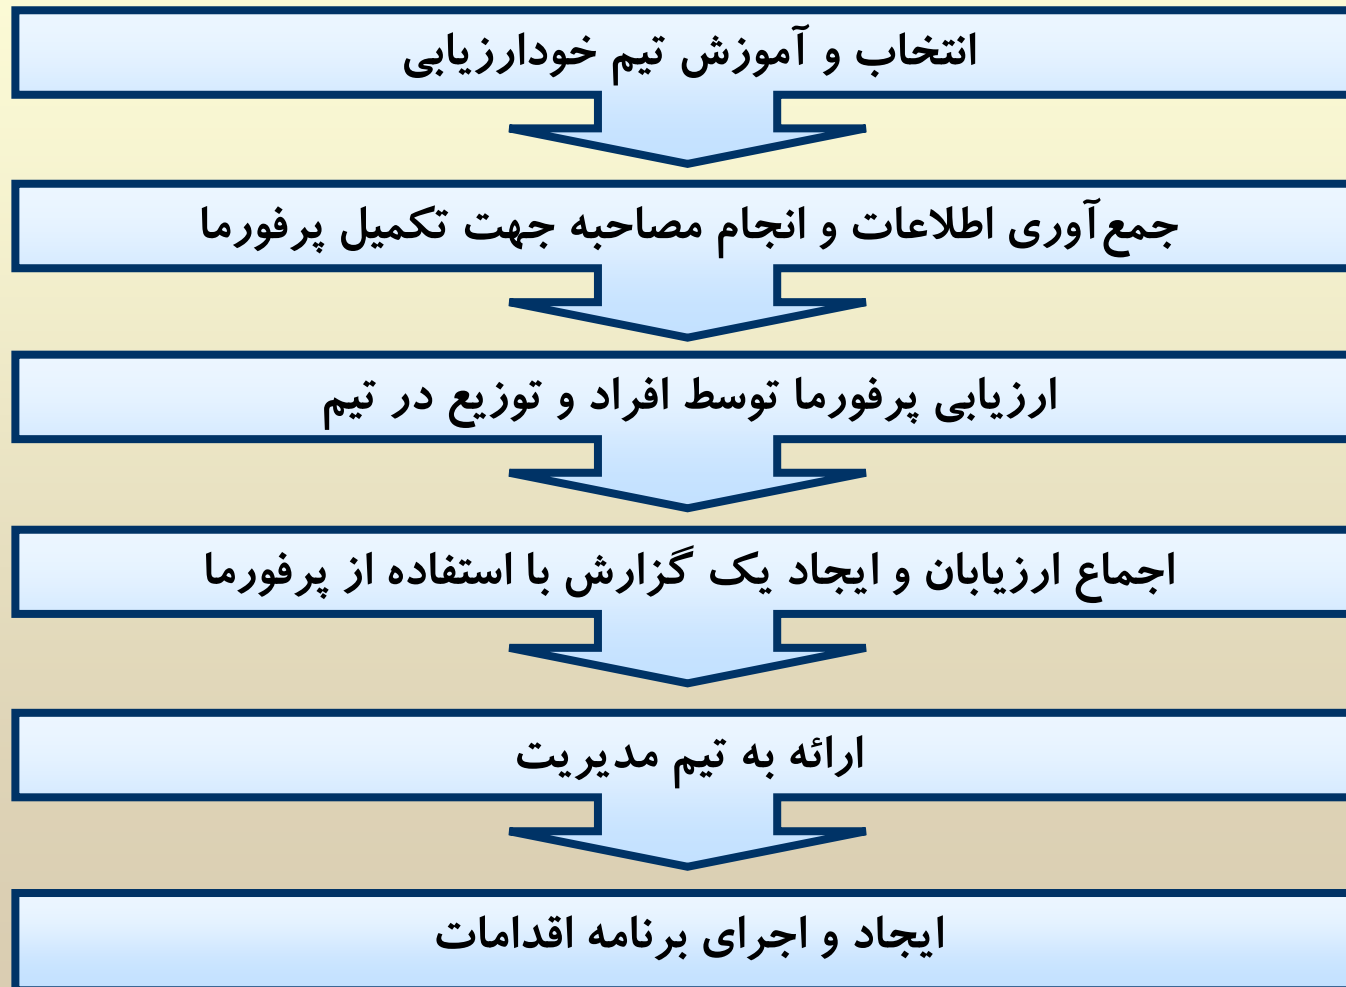 انتخاب و آموزش تیم خودارزیابی
جمع‌آوری اطلاعات و انجام مصاحبه جهت تکمیل پرفورما
ارزیابی پرفورما توسط افراد و توزیع در تیم
اجماع ارزیابان و ایجاد یک گزارش با استفاده از پرفورما
ارائه به تیم مدیریت
ایجاد و اجرای برنامه اقدامات